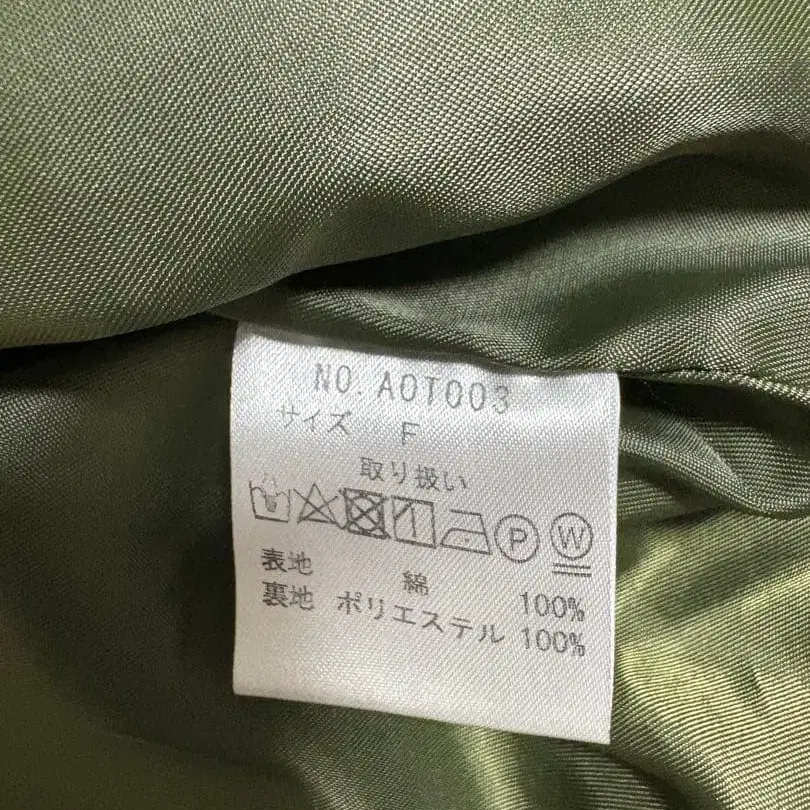 NO. AOT003
サイズ F
取り扱い
P W
表地 綿 100%
裏地 ポリエステル 100%